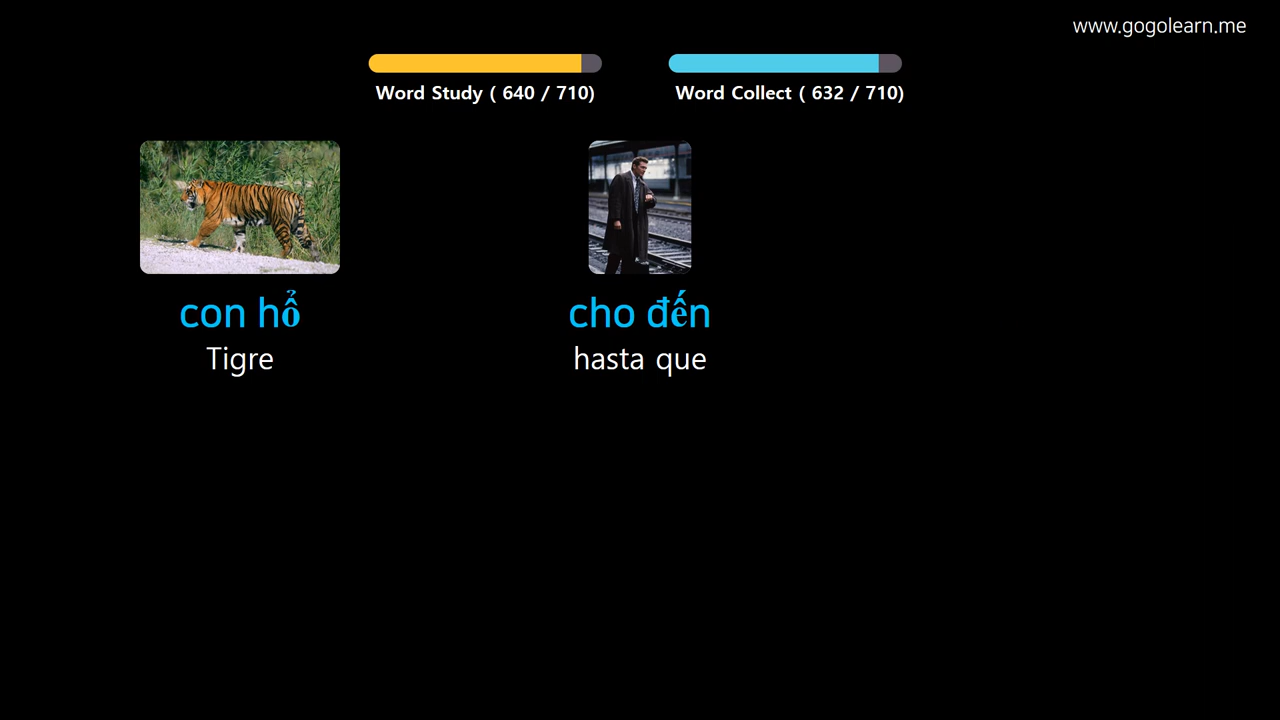 www.gogolearn.me
Word Study ( 640 / 710)
Word Collect ( 632 / 710)
con hổ
Tigre
cho đến
hasta que